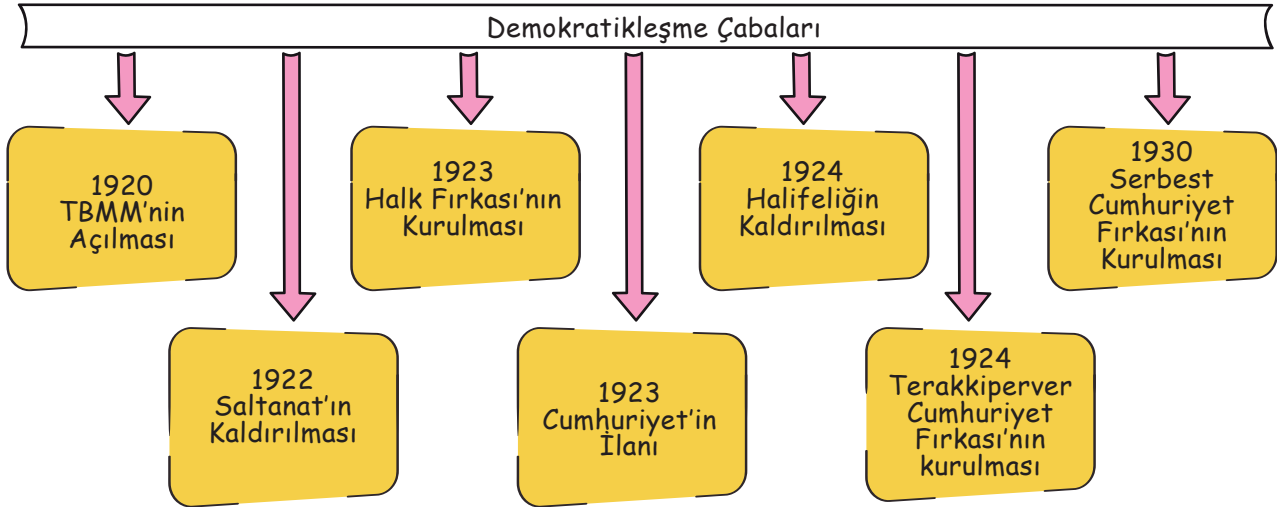 Demokratikleşme Çabaları
1920
TBMM’nin
Açılması
1922
Saltanat’ın
Kaldırılması
1923
Halk Fırkası’nın
Kurulması
1923
Cumhuriyet’in
İlanı
1924
Halifeliğin
Kaldırılması
1924
Terakkiperver
Cumhuriyet
Fırkası’nın
kurulması
1930
Serbest
Cumhuriyet
Fırkası’nın
Kurulması